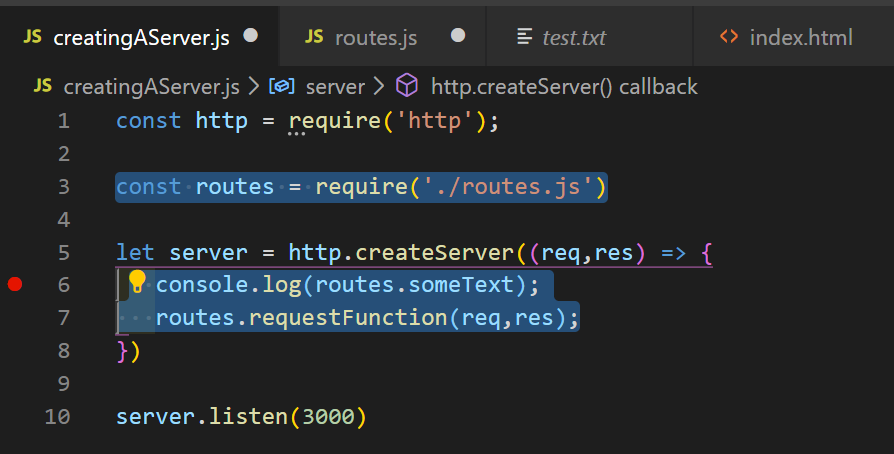 JS creatingAServer.js JS routes.js test.txt index.html
JS creatingAServer.js > server > http.createServer() callback
1 const http = require('http');
2
3 const routes = require('./routes.js')
4
5 let server = http.createServer((req,res) => {
6 console.log(routes.someText);
7 routes.requestFunction(req,res);
8 })
9
10 server.listen(3000)